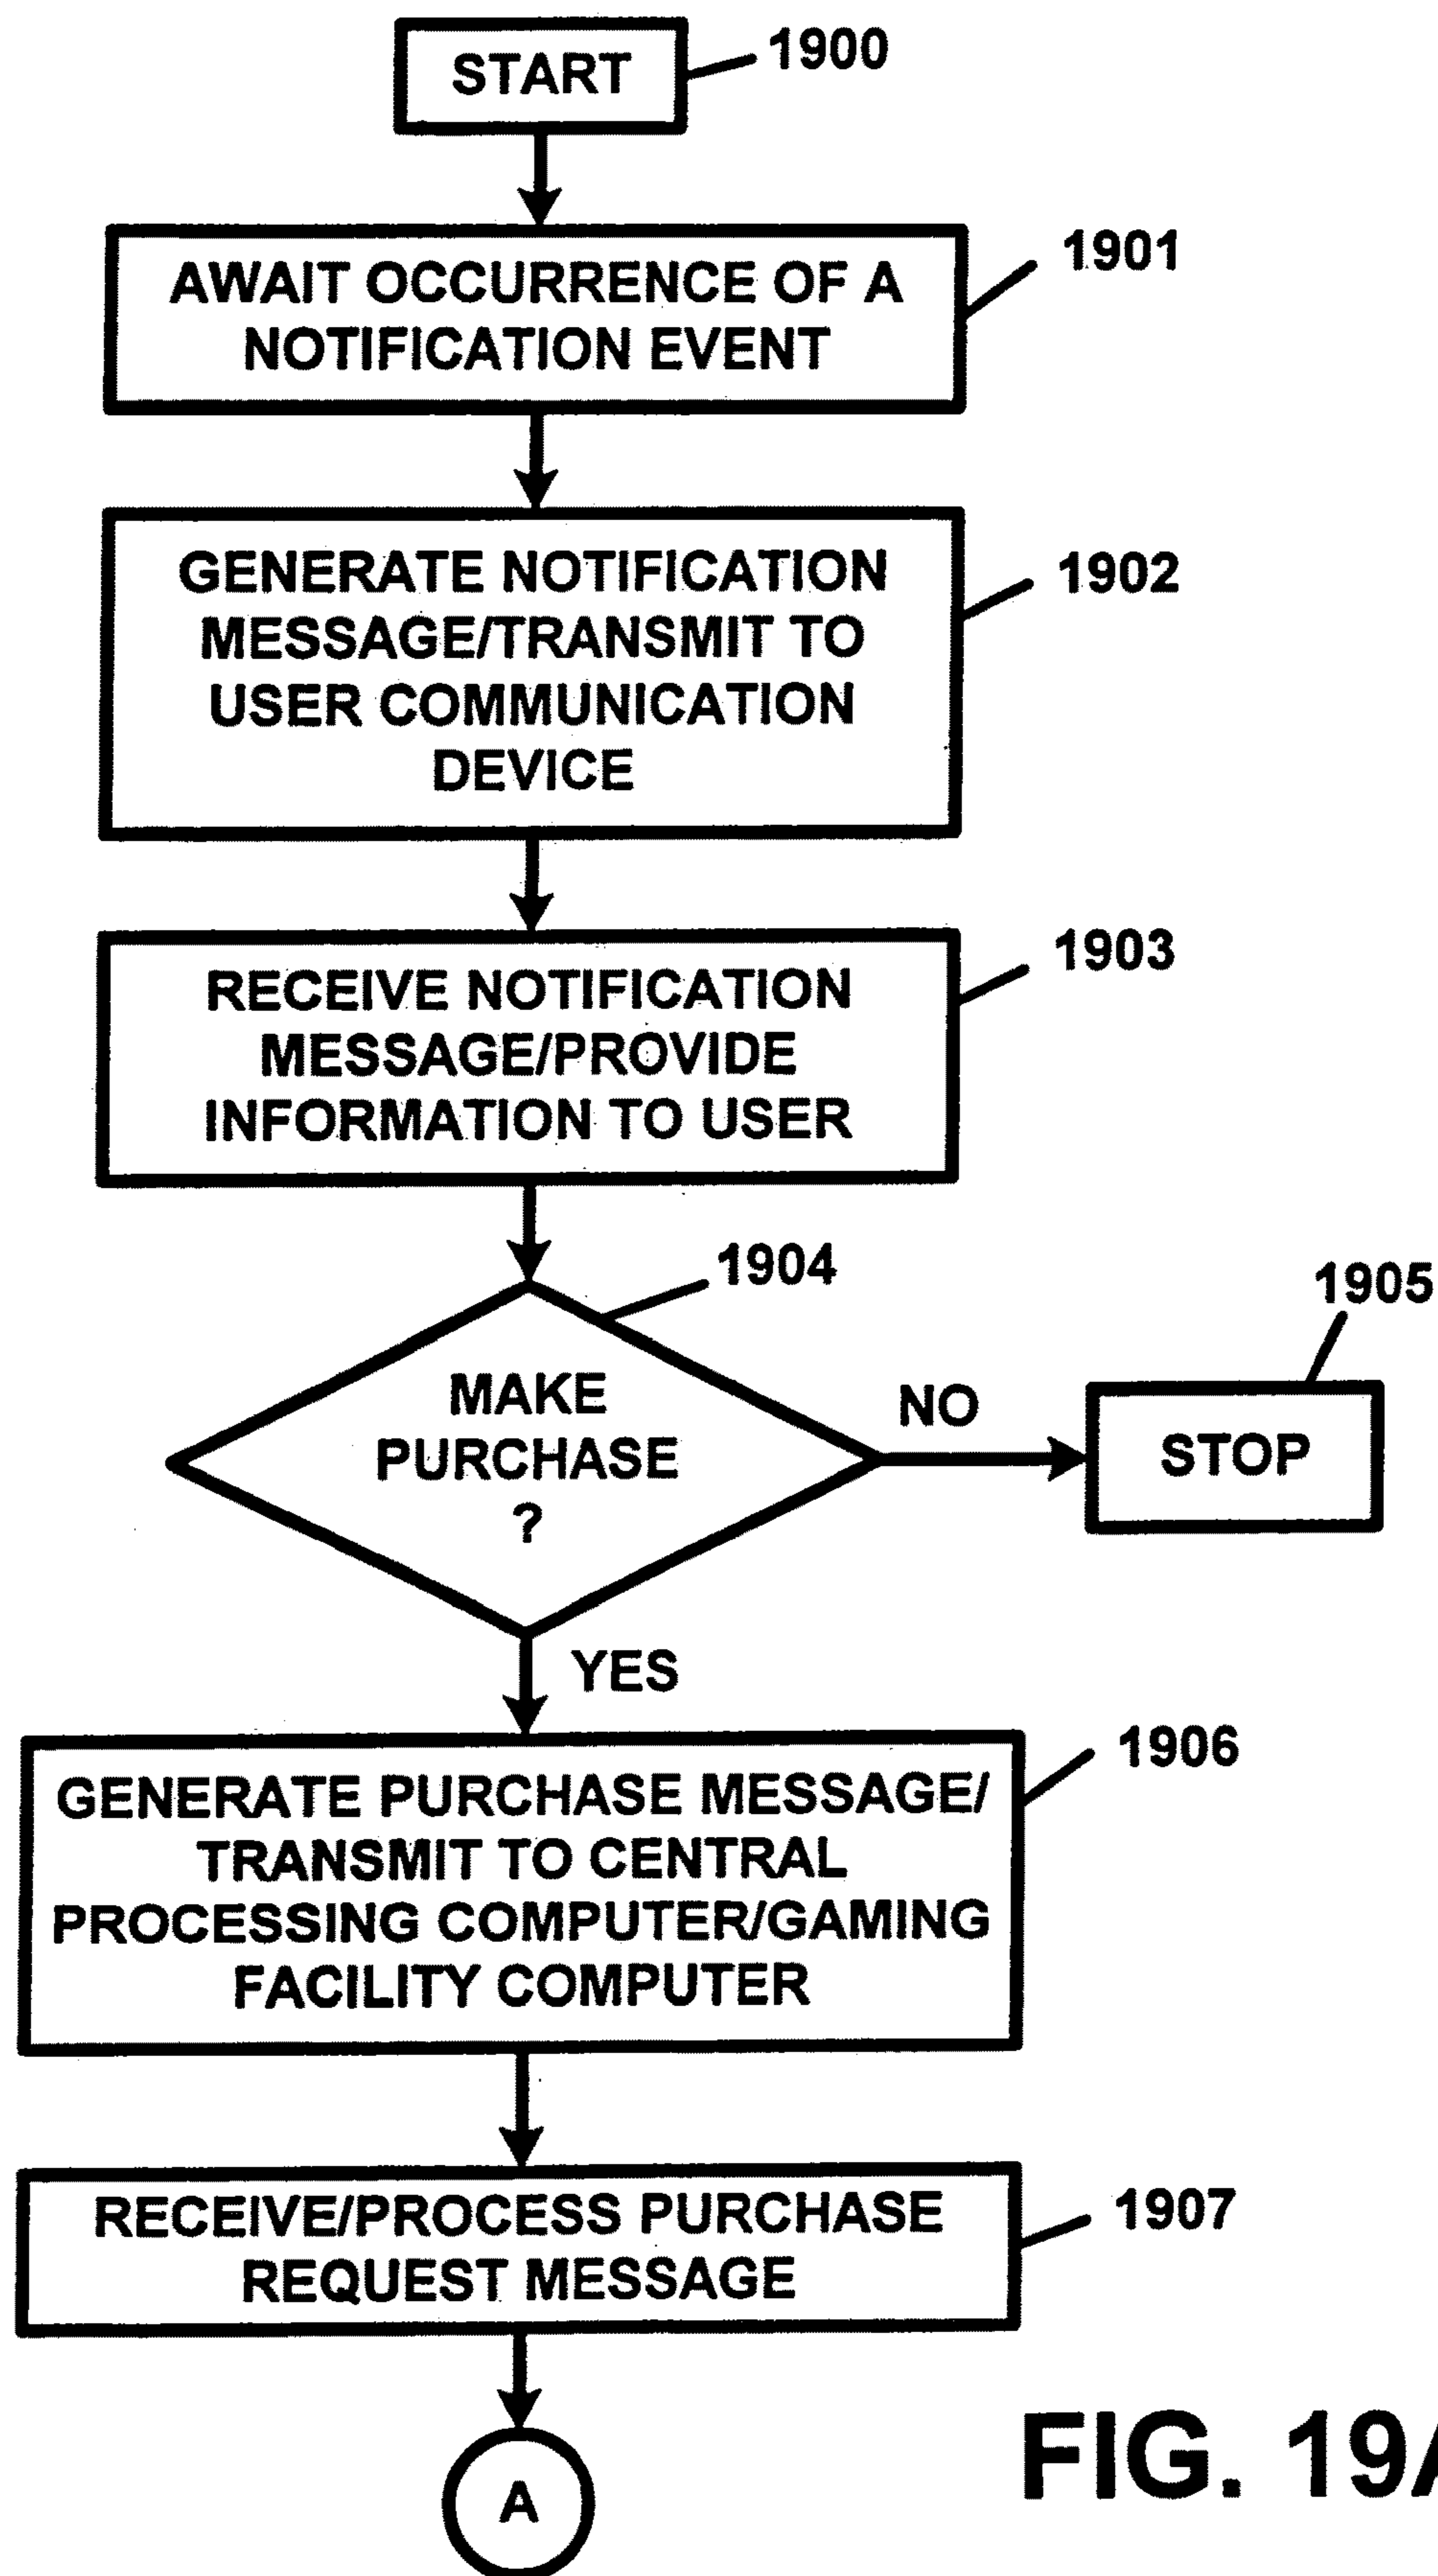 START
1900
AWAIT OCCURRENCE OF A
NOTIFICATION EVENT
1901
GENERATE NOTIFICATION
MESSAGE/TRANSMIT TO
USER COMMUNICATION
DEVICE
1902
RECEIVE NOTIFICATION
MESSAGE/PROVIDE
INFORMATION TO USER
1903
MAKE
PURCHASE
?
1904
NO
STOP
1905
YES
GENERATE PURCHASE MESSAGE/
TRANSMIT TO CENTRAL
PROCESSING COMPUTER/GAMING
FACILITY COMPUTER
1906
RECEIVE/PROCESS PURCHASE
REQUEST MESSAGE
1907
A
FIG. 19A